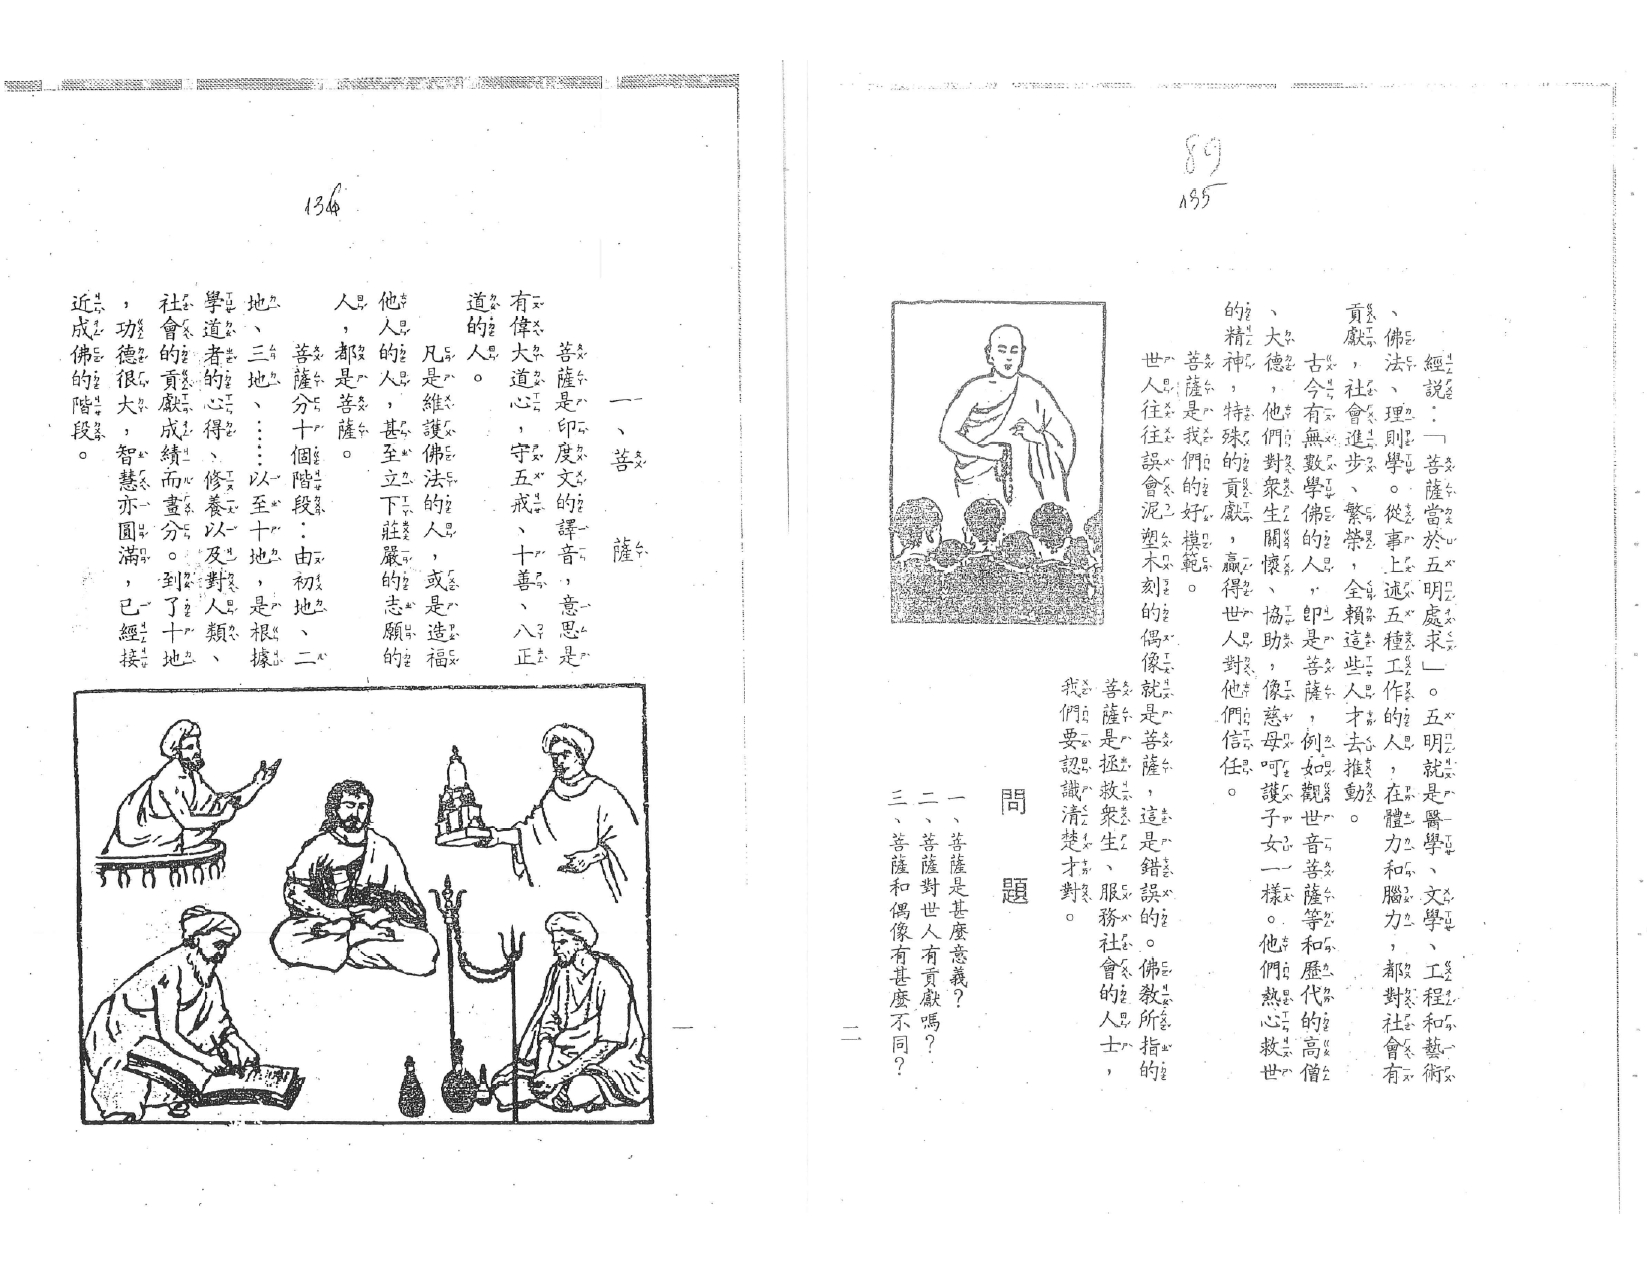 136
一、菩薩
菩薩是印度文的譯音，意思是
有偉大道心，守五戒、十善、八正
道的人。
凡是維護佛法的人，或是造福
他人的人，甚至立下莊嚴的志願的
人，都是菩薩。
菩薩分十個階段：由初地、二
地、三地、……以至十地，是根據
學道者的心得、修養以及對人類、
社會的貢獻成績而畫分。到了十地
，功德很大，智慧亦圓滿，已經接
近成佛的階段。
一
89
135
經說：「菩薩當於五明處求」。五明就是醫學、文學、工程和藝術
、佛法、理則學。從事上述五種工作的人，在體力和腦力，都對社會有
貢獻，社會進步、繁榮，全賴這些人才去推動。
古今有無數學佛的人，即是菩薩，例如觀世音菩薩等和歷代的高僧
、大德，他們對衆生關懷、協助，像慈母呵護子女一樣。他們熱心救世
的精神，特殊的貢獻，贏得世人對他們信任。
菩薩是我們的好模範。
世人往往誤會泥塑木刻的偶像就是菩薩，這是錯誤的。佛教所指的
菩薩是拯救衆生、服務社會的人士，
我們要認識清楚才對。
問題
一、菩薩是甚麼意義？
二、菩薩對世人有貢獻嗎？
三、菩薩和偶像有甚麼不同？
二